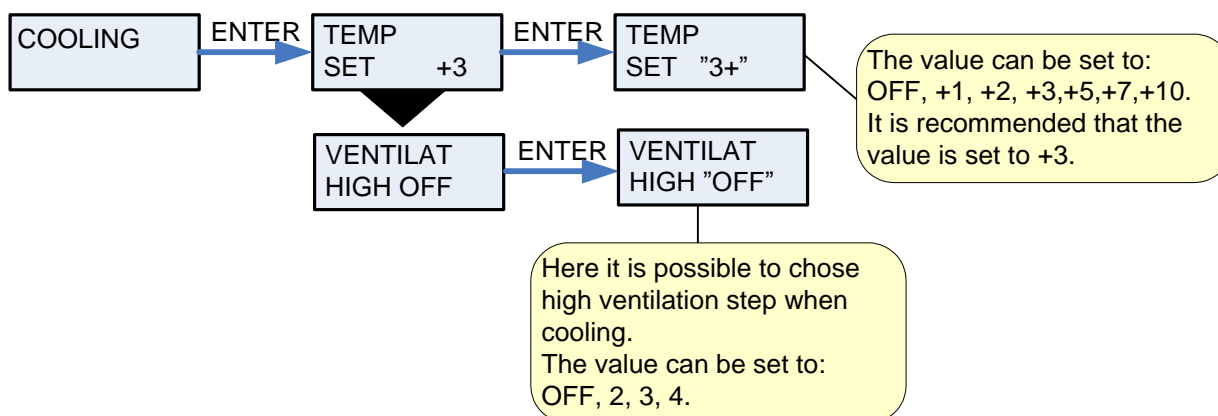 COOLING
ENTER
TEMP
SET +3
ENTER
TEMP
SET ”3+”
The value can be set to:
OFF, +1, +2, +3,+5,+7,+10.
It is recommended that the
value is set to +3.
VENTILAT
HIGH OFF
ENTER
VENTILAT
HIGH ”OFF”
Here it is possible to chose
high ventilation step when
cooling.
The value can be set to:
OFF, 2, 3, 4.